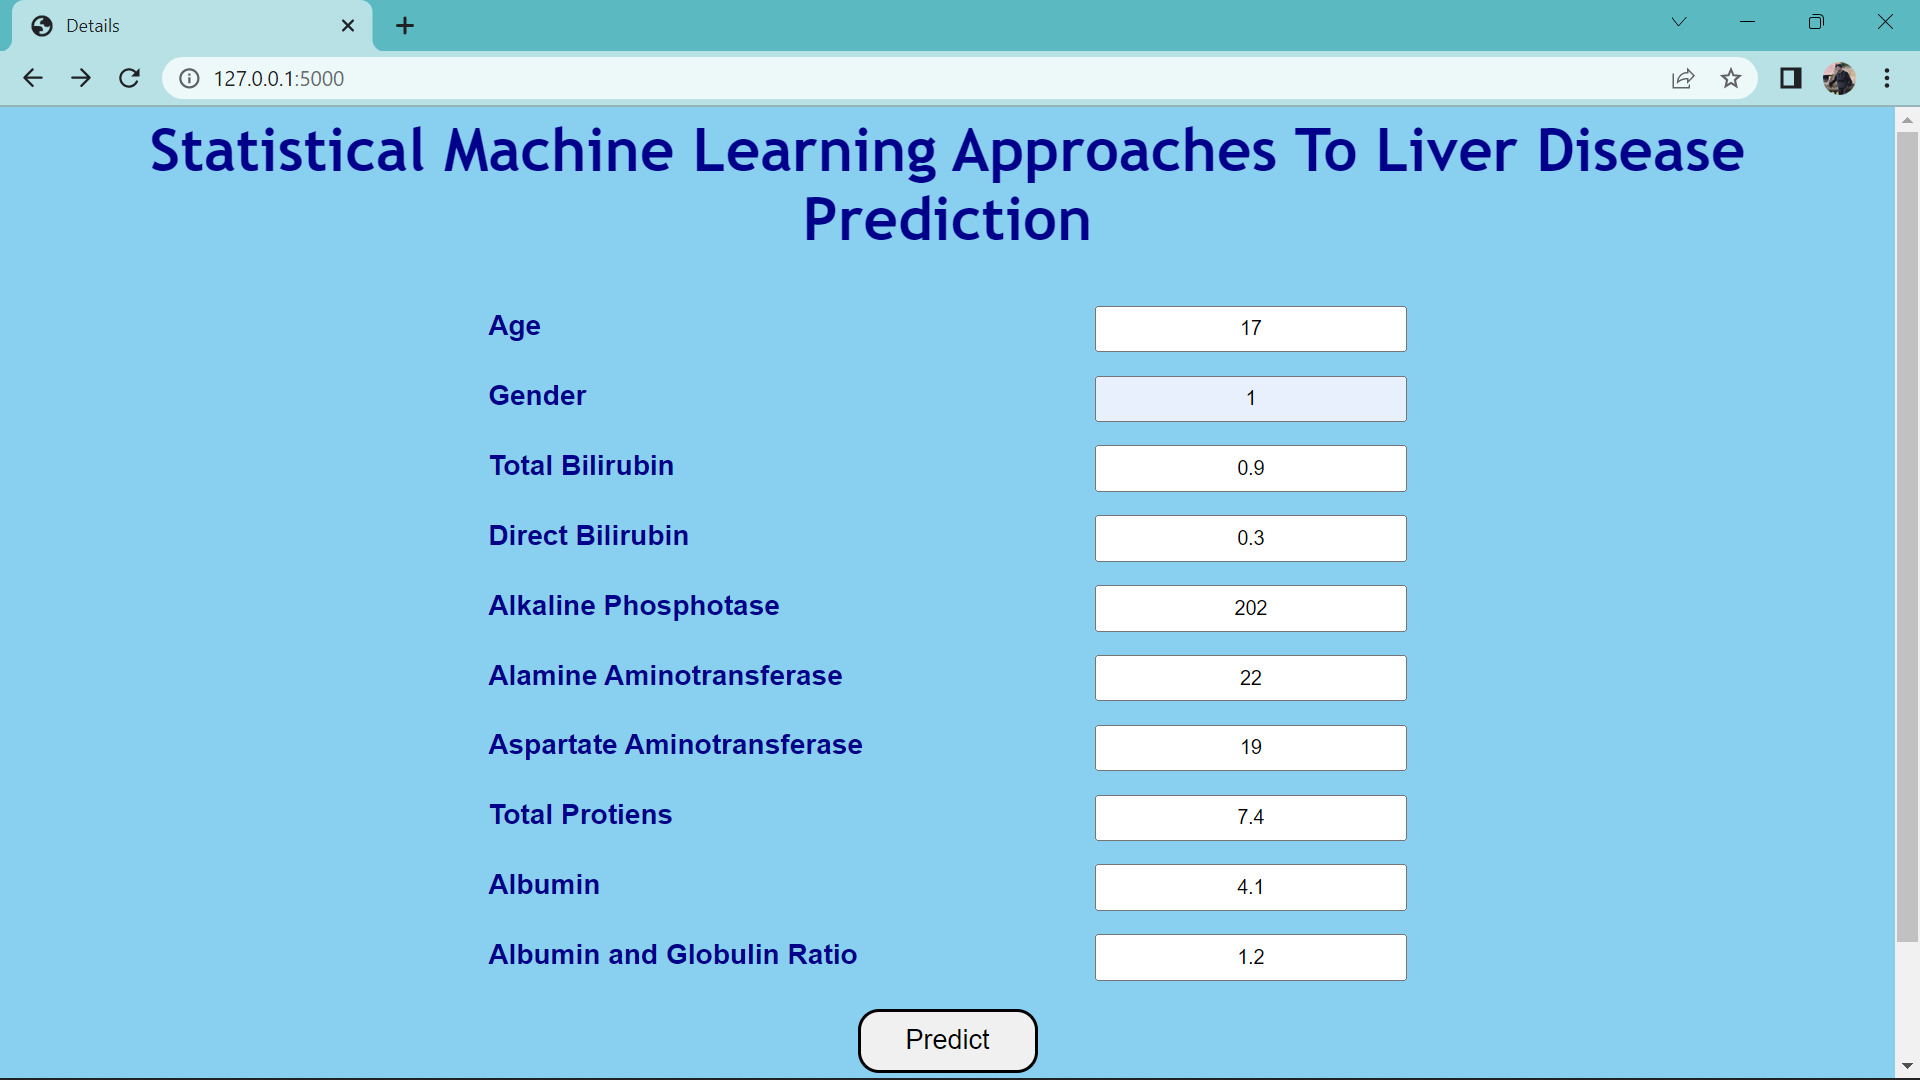 Details
127.0.0.1:5000
Statistical Machine Learning Approaches To Liver Disease
Prediction
Age 17
Gender 1
Total Bilirubin 0.9
Direct Bilirubin 0.3
Alkaline Phosphotase 202
Alamine Aminotransferase 22
Aspartate Aminotransferase 19
Total Protiens 7.4
Albumin 4.1
Albumin and Globulin Ratio 1.2
Predict